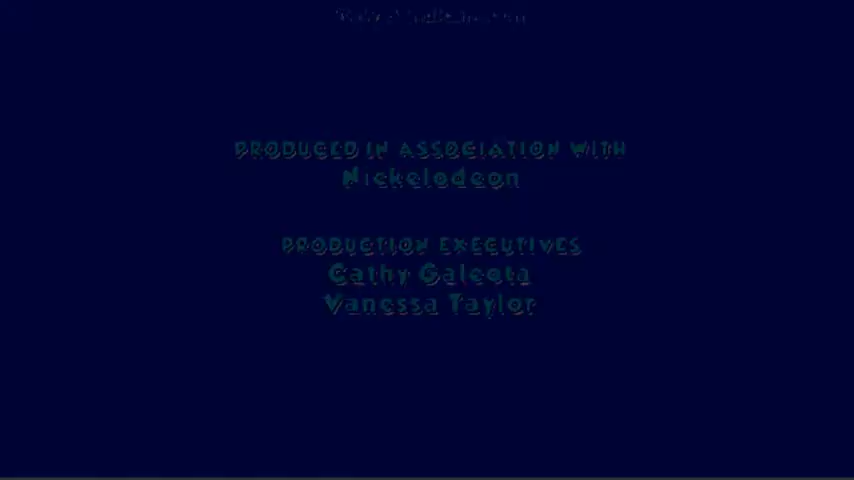 PRODUCED IN ASSOCIATION WITH
Nickelodeon
PRODUCTION EXECUTIVES
Cathy Galeota
Vanessa Taylor